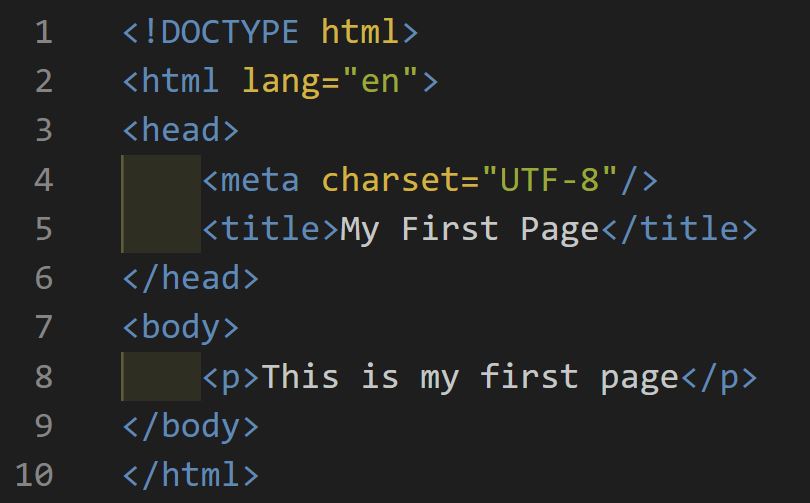 1 <!DOCTYPE html>
2 <html lang="en">
3 <head>
4     <meta charset="UTF-8"/>
5     <title>My First Page</title>
6 </head>
7 <body>
8     <p>This is my first page</p>
9 </body>
10 </html>